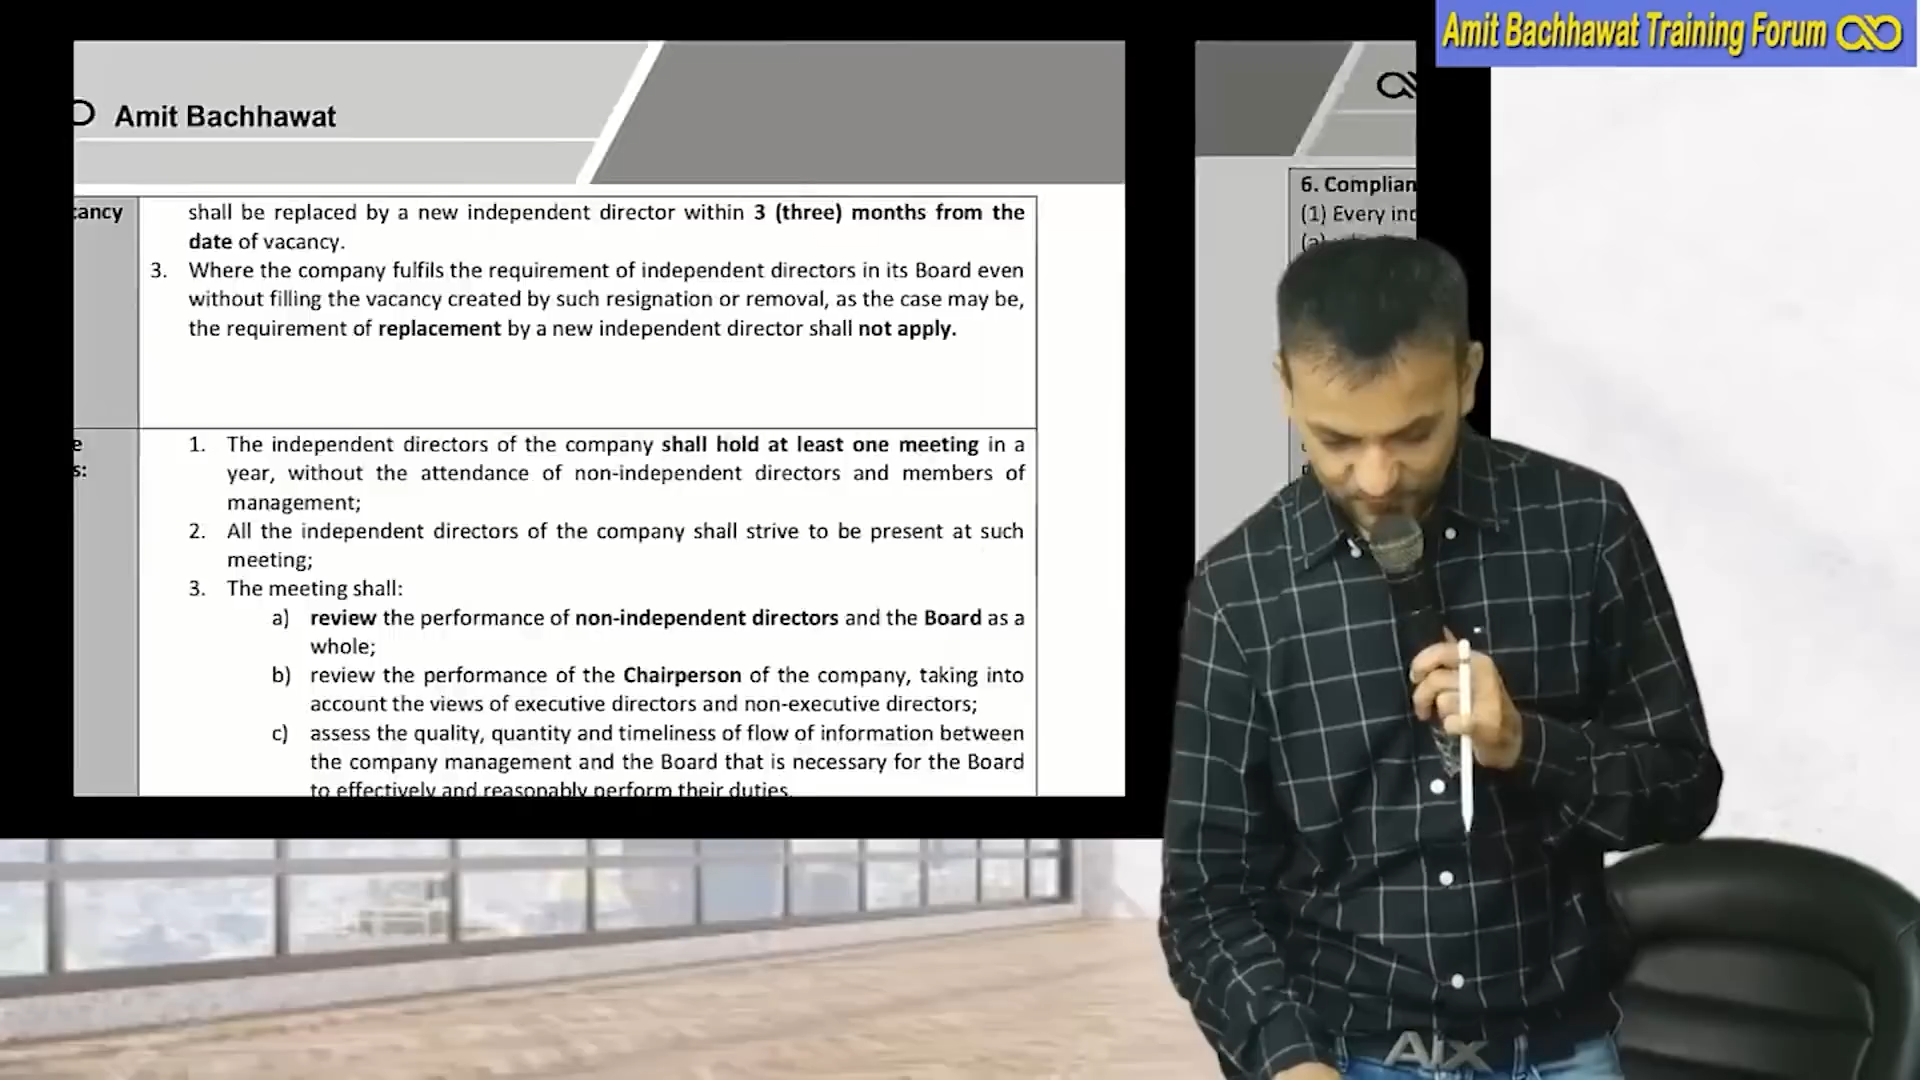 Amit Bachhawat Training Forum
Amit Bachhawat
shall be replaced by a new independent director within 3 (three) months from the
date of vacancy.
3. Where the company fulfils the requirement of independent directors in its Board even
without filling the vacancy created by such resignation or removal, as the case may be,
the requirement of replacement by a new independent director shall not apply.
1. The independent directors of the company shall hold at least one meeting in a
year, without the attendance of non-independent directors and members of
management;
2. All the independent directors of the company shall strive to be present at such
meeting;
3. The meeting shall:
a) review the performance of non-independent directors and the Board as a
whole;
b) review the performance of the Chairperson of the company, taking into
account the views of executive directors and non-executive directors;
c) assess the quality, quantity and timeliness of flow of information between
the company management and the Board that is necessary for the Board
to effectively and reasonably perform their duties.
6. Complian
(1) Every